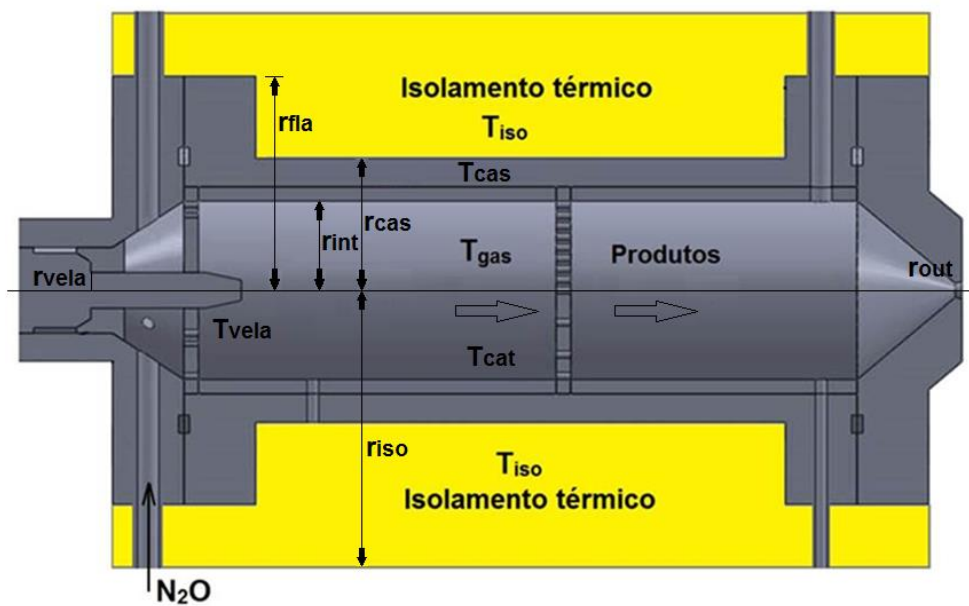 Isolamento térmico
Tiso
rfla
Tcas
rcas
rint
Tgas
Produtos
rout
rvela
Tvela
Tcat
riso
Tiso
Isolamento térmico
N₂O